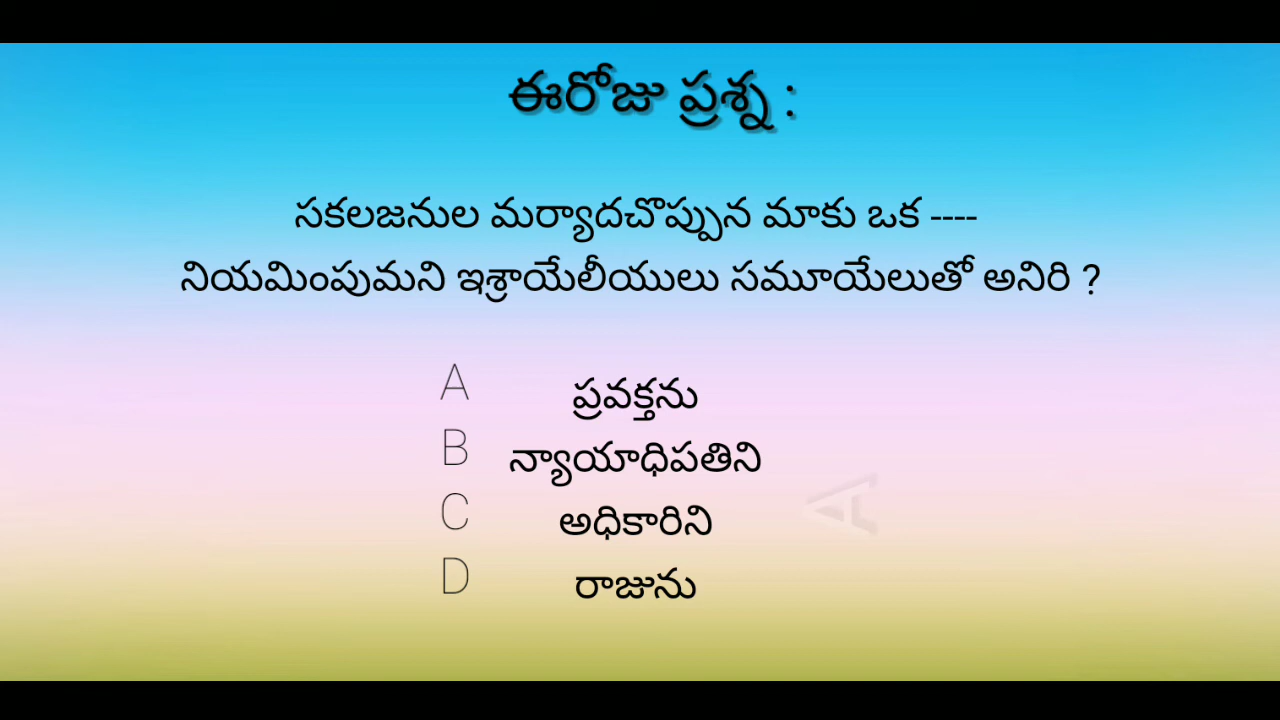 ఈరోజు ప్రశ్న :
సకలజనుల మర్యాదచొప్పున మాకు ఒక ----
నియమింపుమని ఇశ్రాయేలీయులు సమూయేలుతో అనిరి ?
A ప్రవక్తను
B న్యాయాధిపతిని
C అధికారిని
D రాజును